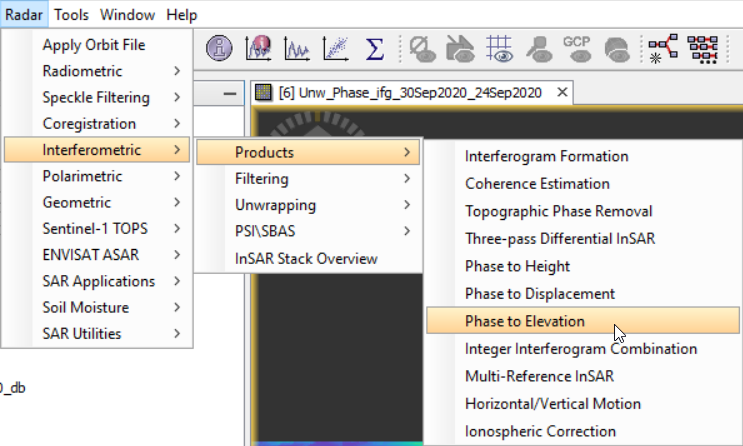 Radar Tools Window Help
GCP
Apply Orbit File
Radiometric
Speckle Filtering
Coregistration
Interferometric
Polarimetric
Geometric
Sentinel-1 TOPS
ENVISAT ASAR
SAR Applications
Soil Moisture
SAR Utilities
[6] Unw_Phase_ifg_30Sep2020_24Sep2020
Products
Filtering
Unwrapping
PSI\SBAS
InSAR Stack Overview
Interferogram Formation
Coherence Estimation
Topographic Phase Removal
Three-pass Differential InSAR
Phase to Height
Phase to Displacement
Phase to Elevation
Integer Interferogram Combination
Multi-Reference InSAR
Horizontal/Vertical Motion
Ionospheric Correction
0_db